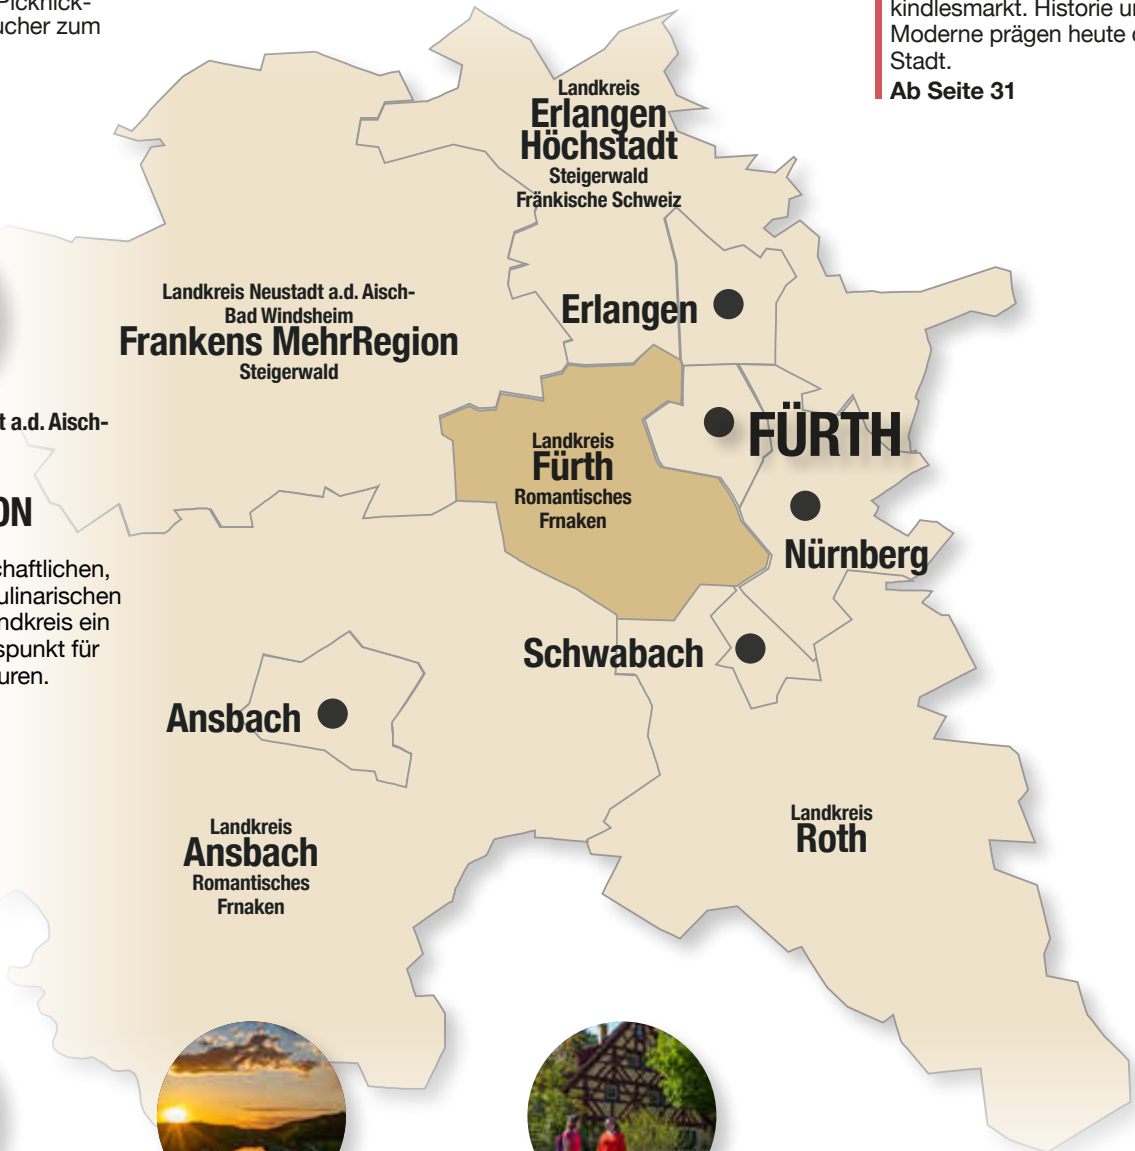 Picknick-
ucher zum
kindlesmarkt. Historie
Moderne prägen heute
Stadt.
Ab Seite 31
Landkreis
Erlangen
Höchstadt
Steigerwald
Fränkische Schweiz
Landkreis Neustadt a.d. Aisch-
Bad Windsheim
Frankens MehrRegion
Steigerwald
Erlangen
t a.d. Aisch-
FÜRTH
Landkreis
Fürth
Romantisches
Frnaken
ON
Nürnberg
chaftlichen,
ulinarischen
ndkreis ein
spunkt für
uren.
Schwabach
Ansbach
Landkreis
Roth
Landkreis
Ansbach
Romantisches
Frnaken